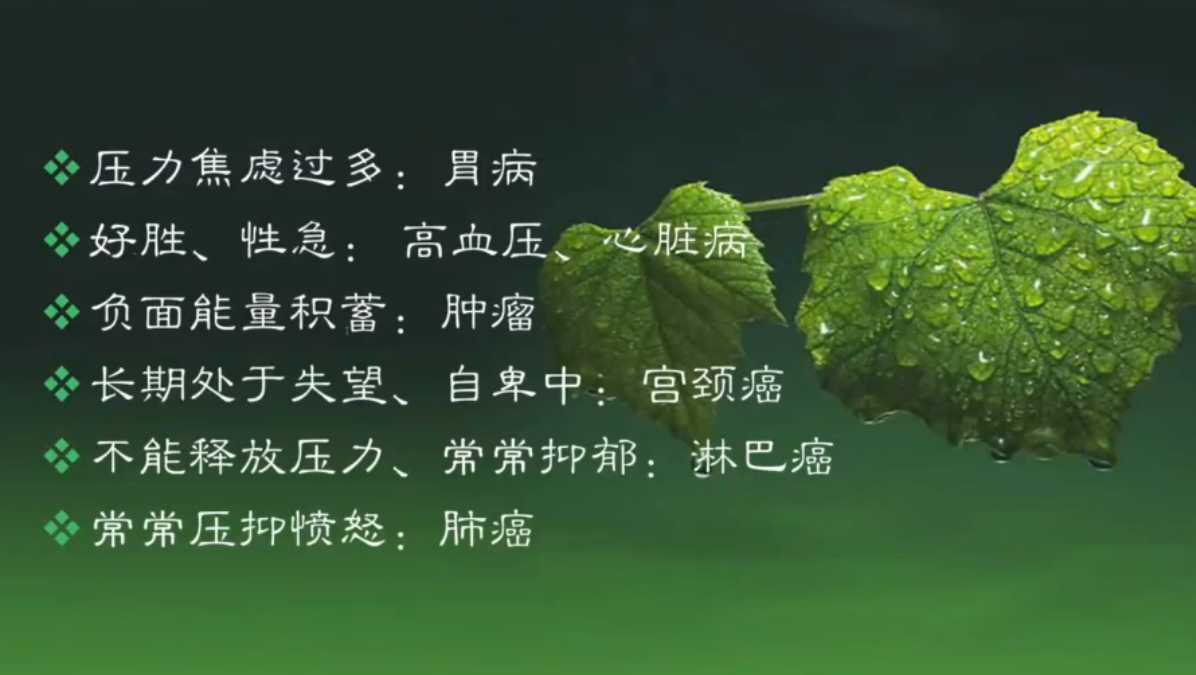 压力焦虑过多：胃病
好胜、性急：高血压、心脏病
负面能量积蓄：肿瘤
长期处于失望、自卑中：宫颈癌
不能释放压力、常常抑郁：淋巴癌
常常压抑愤怒：肺癌